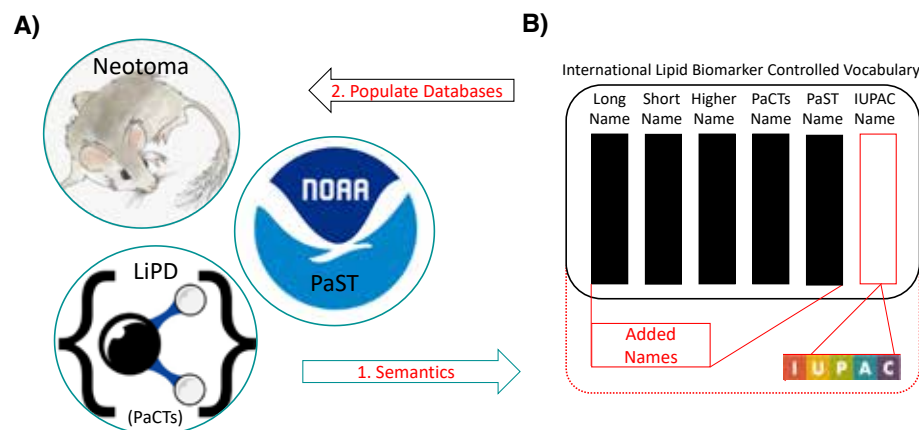 A)
Neotoma
NOAA
PaST
LiPD
(PaCTs)
2. Populate Databases
1. Semantics
B)
International Lipid Biomarker Controlled Vocabulary
Long Name
Short Name
Higher Name
PaCTs Name
PaST Name
IUPAC Name
Added
Names
IUPAC